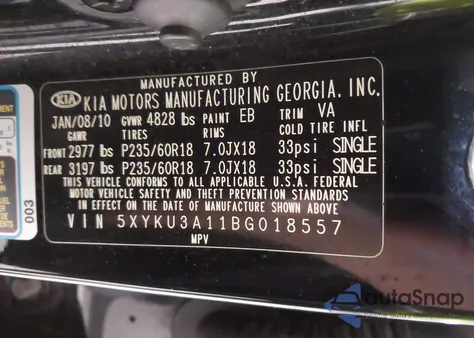 MANUFACTURED BY
KIA KIA MOTORS MANUFACTURING GEORGIA, INC.
JAN/08/10 GVWR 4828 lbs PAINT EB TRIM VA
GAWR TIRES RIMS COLD TIRE INFL
FRONT 2977 lbs P235/60R18 7.0JX18 33psi SINGLE
REAR 3197 lbs P235/60R18 7.0JX18 33psi SINGLE
THIS VEHICLE CONFORMS TO ALL APPLICABLE U.S.A. FEDERAL
MOTOR VEHICLE SAFETY AND THEFT PREVENTION STANDARDS
IN EFFECT ON THE DATE OF MANUFACTURE SHOWN ABOVE
VIN 5XYKU3A11BG018557
MPV
003
autoSnap